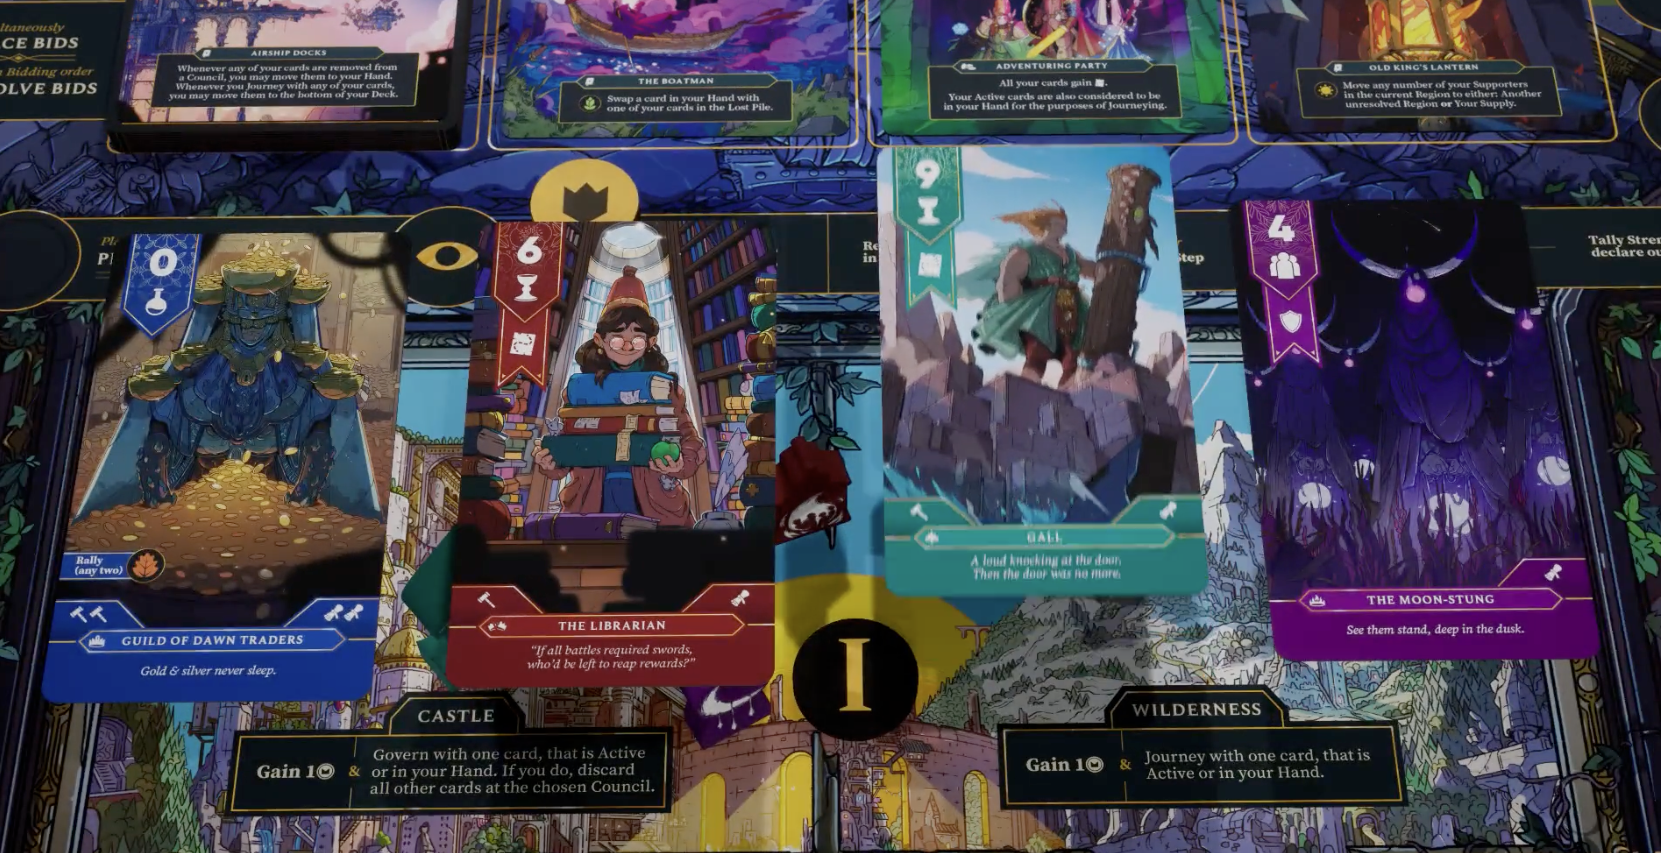 ltaneously
CE BIDS
Bidding order
OLVE BIDS
AIRSHIP DOCKS
Whenever any of your cards are removed from
a Council, you may move them to your Hand.
Whenever you Journey with any of your cards,
you may move them to the bottom of your Deck.
THE BOATMAN
Swap a card in your Hand with
one of your cards in the Lost Pile.
ADVENTURING PARTY
All your cards gain
Your Active cards are also considered to be
in your Hand for the purposes of Journeying.
OLD KING'S LANTERN
Move any number of your Supporters
in the current Region to either: Another
unresolved Region or Your Supply.
Pl
P
Re
in
Step
Tally Stren
declare ou
0
Rally
(any two)
GUILD OF DAWN TRADERS
Gold & silver never sleep.
6
THE LIBRARIAN
"If all battles required swords,
who'd be left to reap rewards?"
9
GALL
A loud knocking at the door.
Then the door was no more.
4
THE MOON-STUNG
See them stand, deep in the dusk.
I
CASTLE
Gain 1 & Govern with one card, that is Active
or in your Hand. If you do, discard
all other cards at the chosen Council.
WILDERNESS
Gain 1 & Journey with one card, that is
Active or in your Hand.